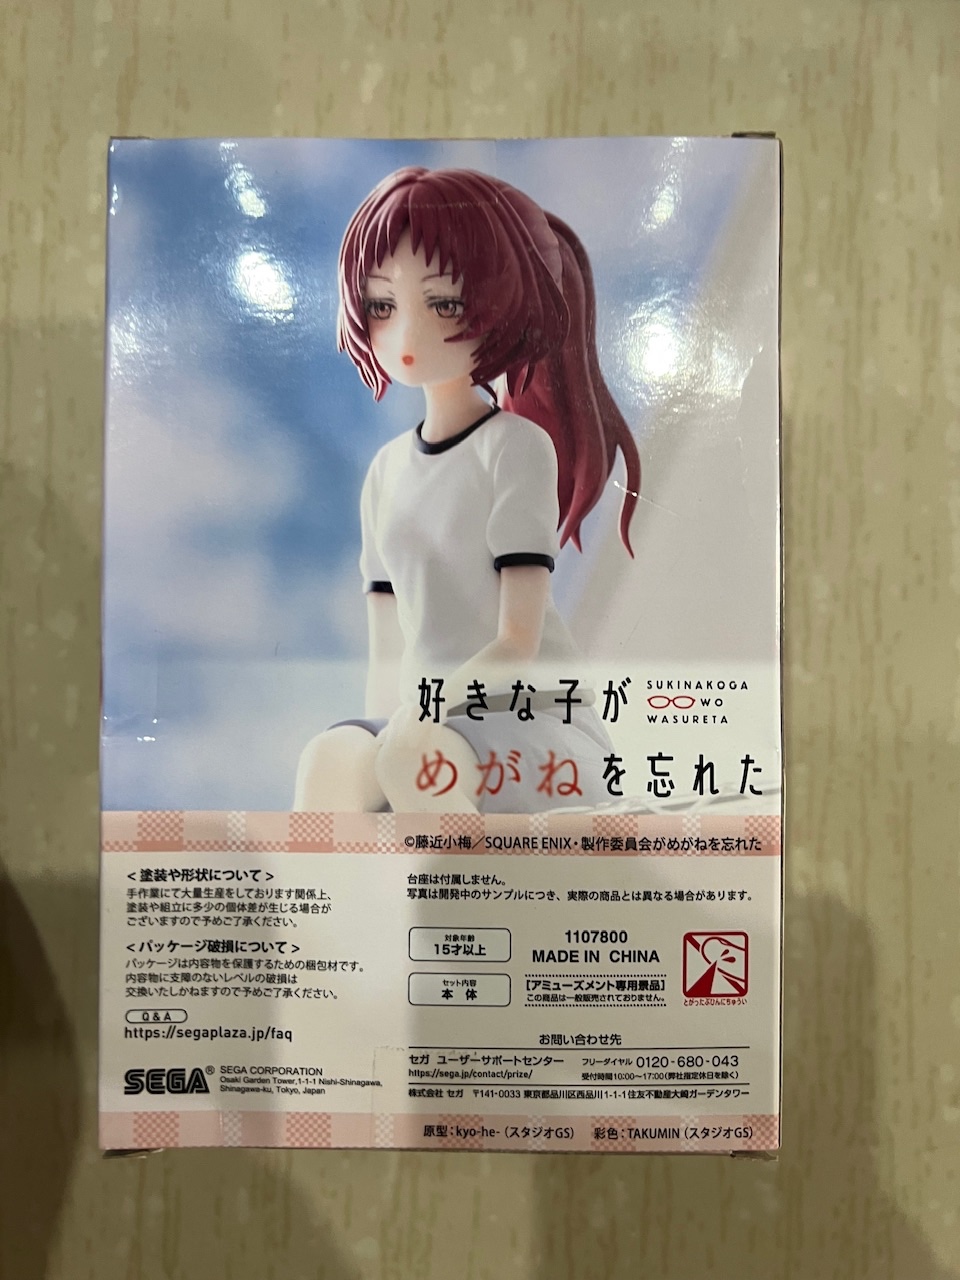 好きな子が
SUKINAKOGA
WO
WASURETA
めがねを忘れた
©藤近小梅／SQUARE ENIX・製作委員会がめがねを忘れた
＜塗装や形状について＞
手作業にて大量生産をしております関係上、
塗装や組立に多少の個体差が生じる場合が
ございますので予めご了承ください。
＜パッケージ破損について＞
パッケージは内容物を保護するための梱包材です。
内容物に支障のないレベルの破損は
交換いたしかねますので予めご了承ください。
Q&A
https://segaplaza.jp/faq
SEGA®
SEGA CORPORATION
Osaki Garden Tower,1-1-1 Nishi-Shinagawa,
Shinagawa-ku, Tokyo, Japan
台座は付属しません。
写真は開発中のサンプルにつき、実際の商品とは異なる場合があります。
対象年齢
15才以上
セット内容
本 体
1107800
MADE IN CHINA
[アミューズメント専用景品]
この商品は一般販売されておりません。
とがったぶひんにちゅうい
お問い合わせ先
セガ ユーザーサポートセンター フリーダイヤル 0120-680-043
https://sega.jp/contact/prize/ 受付時間10:00～17:00(弊社指定休日を除く)
株式会社 セガ 〒141-0033 東京都品川区西品川1-1-1住友不動産大崎ガーデンタワー
原型：kyo-he-（スタジオGS） 彩色：TAKUMIN（スタジオGS）